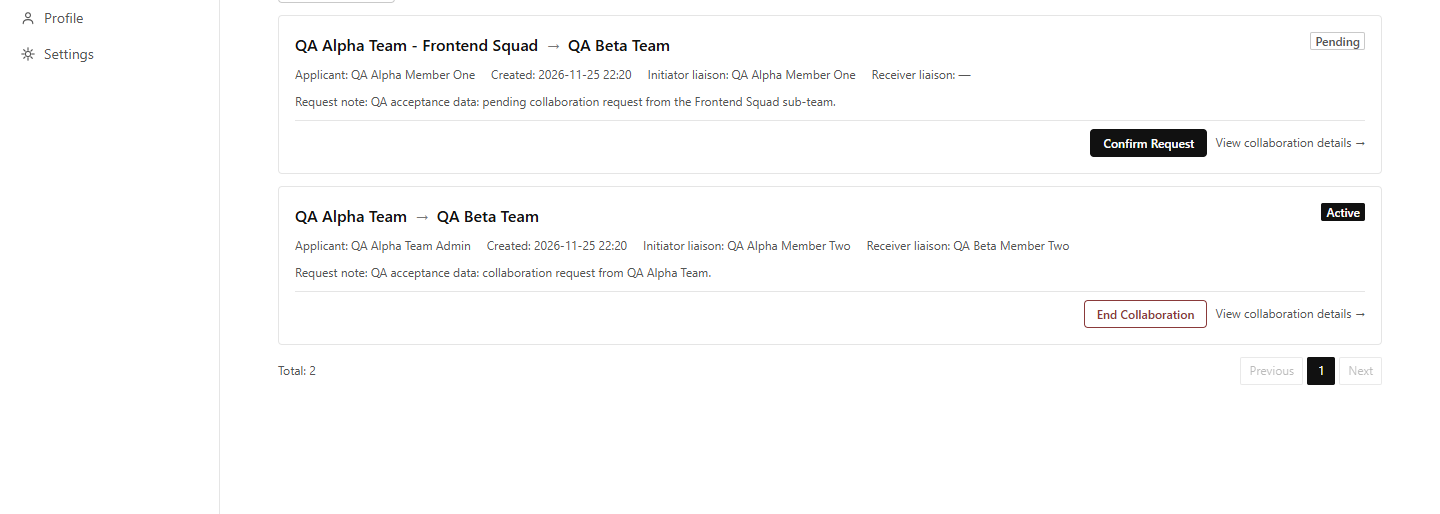 Profile
Settings
QA Alpha Team - Frontend Squad → QA Beta Team
Pending
Applicant: QA Alpha Member One Created: 2026-11-25 22:20 Initiator liaison: QA Alpha Member One Receiver liaison: —
Request note: QA acceptance data: pending collaboration request from the Frontend Squad sub-team.
Confirm Request View collaboration details →
QA Alpha Team → QA Beta Team
Active
Applicant: QA Alpha Team Admin Created: 2026-11-25 22:20 Initiator liaison: QA Alpha Member Two Receiver liaison: QA Beta Member Two
Request note: QA acceptance data: collaboration request from QA Alpha Team.
End Collaboration View collaboration details →
Total: 2
Previous 1 Next